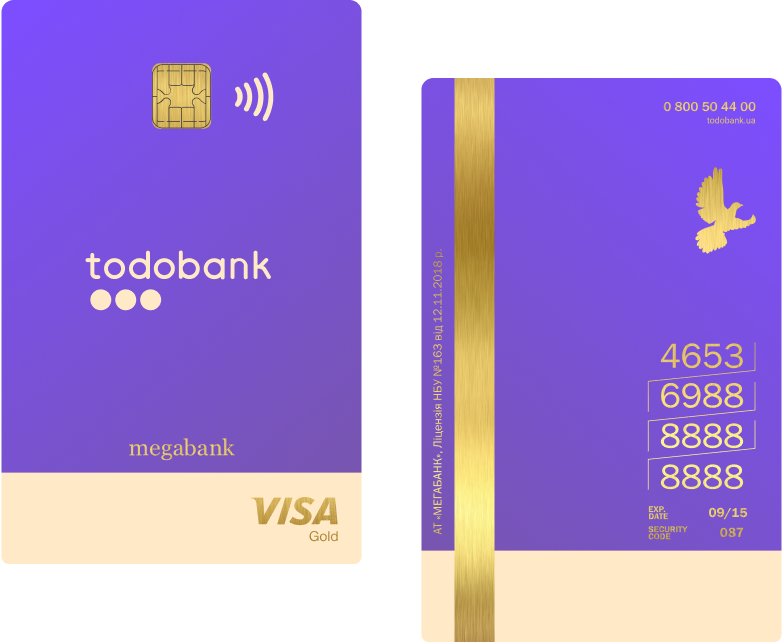 todobank
megabank
VISA
Gold
0 800 50 44 00
todobank.ua
АТ «МЕГАБАНК», Ліцензія НБУ №163 від 12.11.2018 р.
4653
6988
8888
8888
EXP.
DATE 09/15
SECURITY
CODE 087